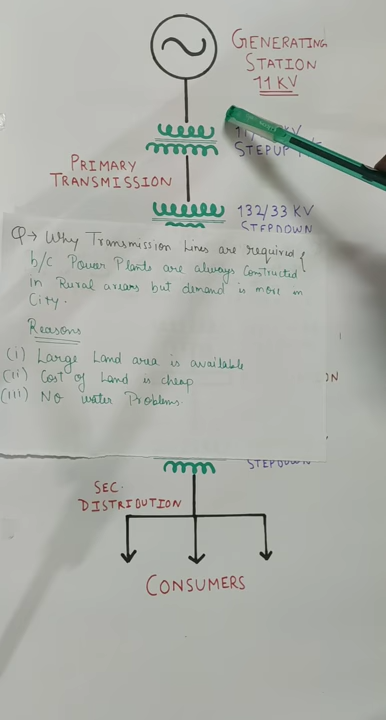 GENERATING
STATION
11 KV
STEPUP
PRIMARY
TRANSMISSION
132/33 KV
STEPDOWN
Q → Why Transmission Lines are required?
b/c Power Plants are always constructed
in Rural areas but demand is more in
City.
Reasons
(i) Large Land area is available
(ii) Cost of Land is cheap
(iii) No water Problems.
STEPDOWN
SEC.
DISTRIBUTION
CONSUMERS